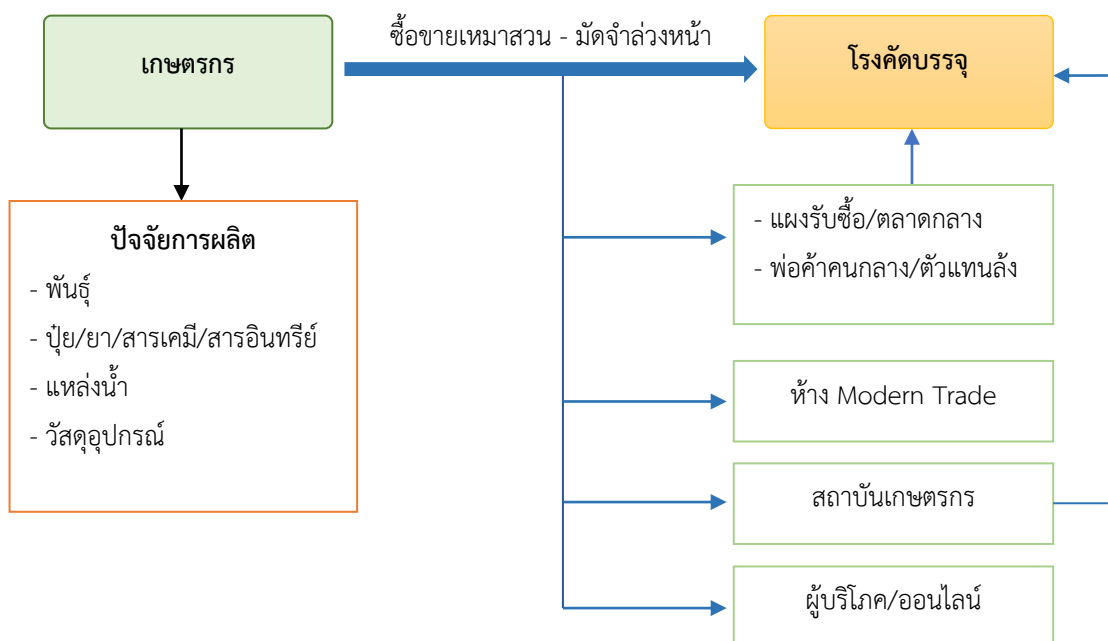 ซื้อขายเหมาสวน - มัดจำล่วงหน้า
เกษตรกร
โรงคัดบรรจุ
ปัจจัยการผลิต
- พันธุ์
- ปุ๋ย/ยา/สารเคมี/สารอินทรีย์
- แหล่งน้ำ
- วัสดุอุปกรณ์
- แผงรับซื้อ/ตลาดกลาง
- พ่อค้าคนกลาง/ตัวแทนล้ง
ห้าง Modern Trade
สถาบันเกษตรกร
ผู้บริโภค/ออนไลน์